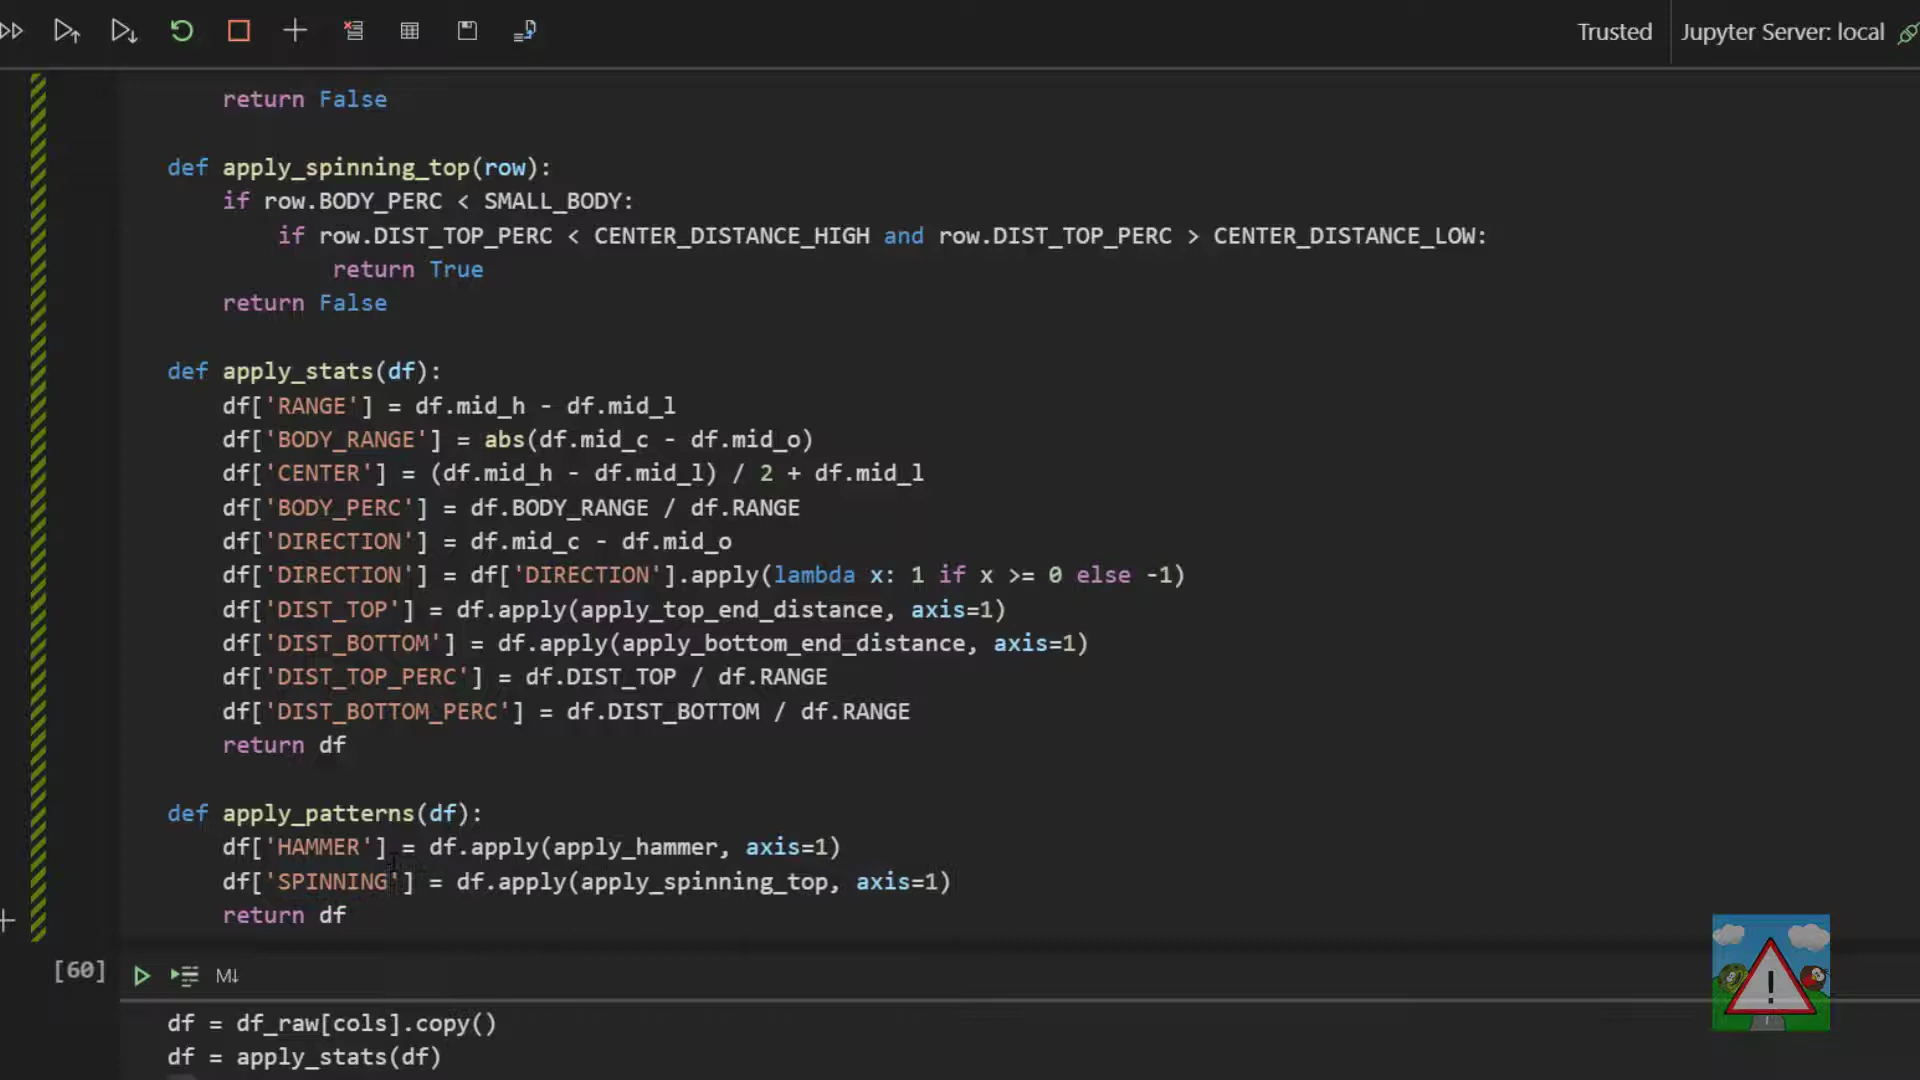 Trusted
Jupyter Server: local
return False
def apply_spinning_top(row):
if row.BODY_PERC < SMALL_BODY:
if row.DIST_TOP_PERC < CENTER_DISTANCE_HIGH and row.DIST_TOP_PERC > CENTER_DISTANCE_LOW:
return True
return False
def apply_stats(df):
df['RANGE'] = df.mid_h - df.mid_l
df['BODY_RANGE'] = abs(df.mid_c - df.mid_o)
df['CENTER'] = (df.mid_h - df.mid_l) / 2 + df.mid_l
df['BODY_PERC'] = df.BODY_RANGE / df.RANGE
df['DIRECTION'] = df.mid_c - df.mid_o
df['DIRECTION'] = df['DIRECTION'].apply(lambda x: 1 if x >= 0 else -1)
df['DIST_TOP'] = df.apply(apply_top_end_distance, axis=1)
df['DIST_BOTTOM'] = df.apply(apply_bottom_end_distance, axis=1)
df['DIST_TOP_PERC'] = df.DIST_TOP / df.RANGE
df['DIST_BOTTOM_PERC'] = df.DIST_BOTTOM / df.RANGE
return df
def apply_patterns(df):
df['HAMMER'] = df.apply(apply_hammer, axis=1)
df['SPINNING'] = df.apply(apply_spinning_top, axis=1)
return df
[60]
M↓
df = df_raw[cols].copy()
df = apply_stats(df)